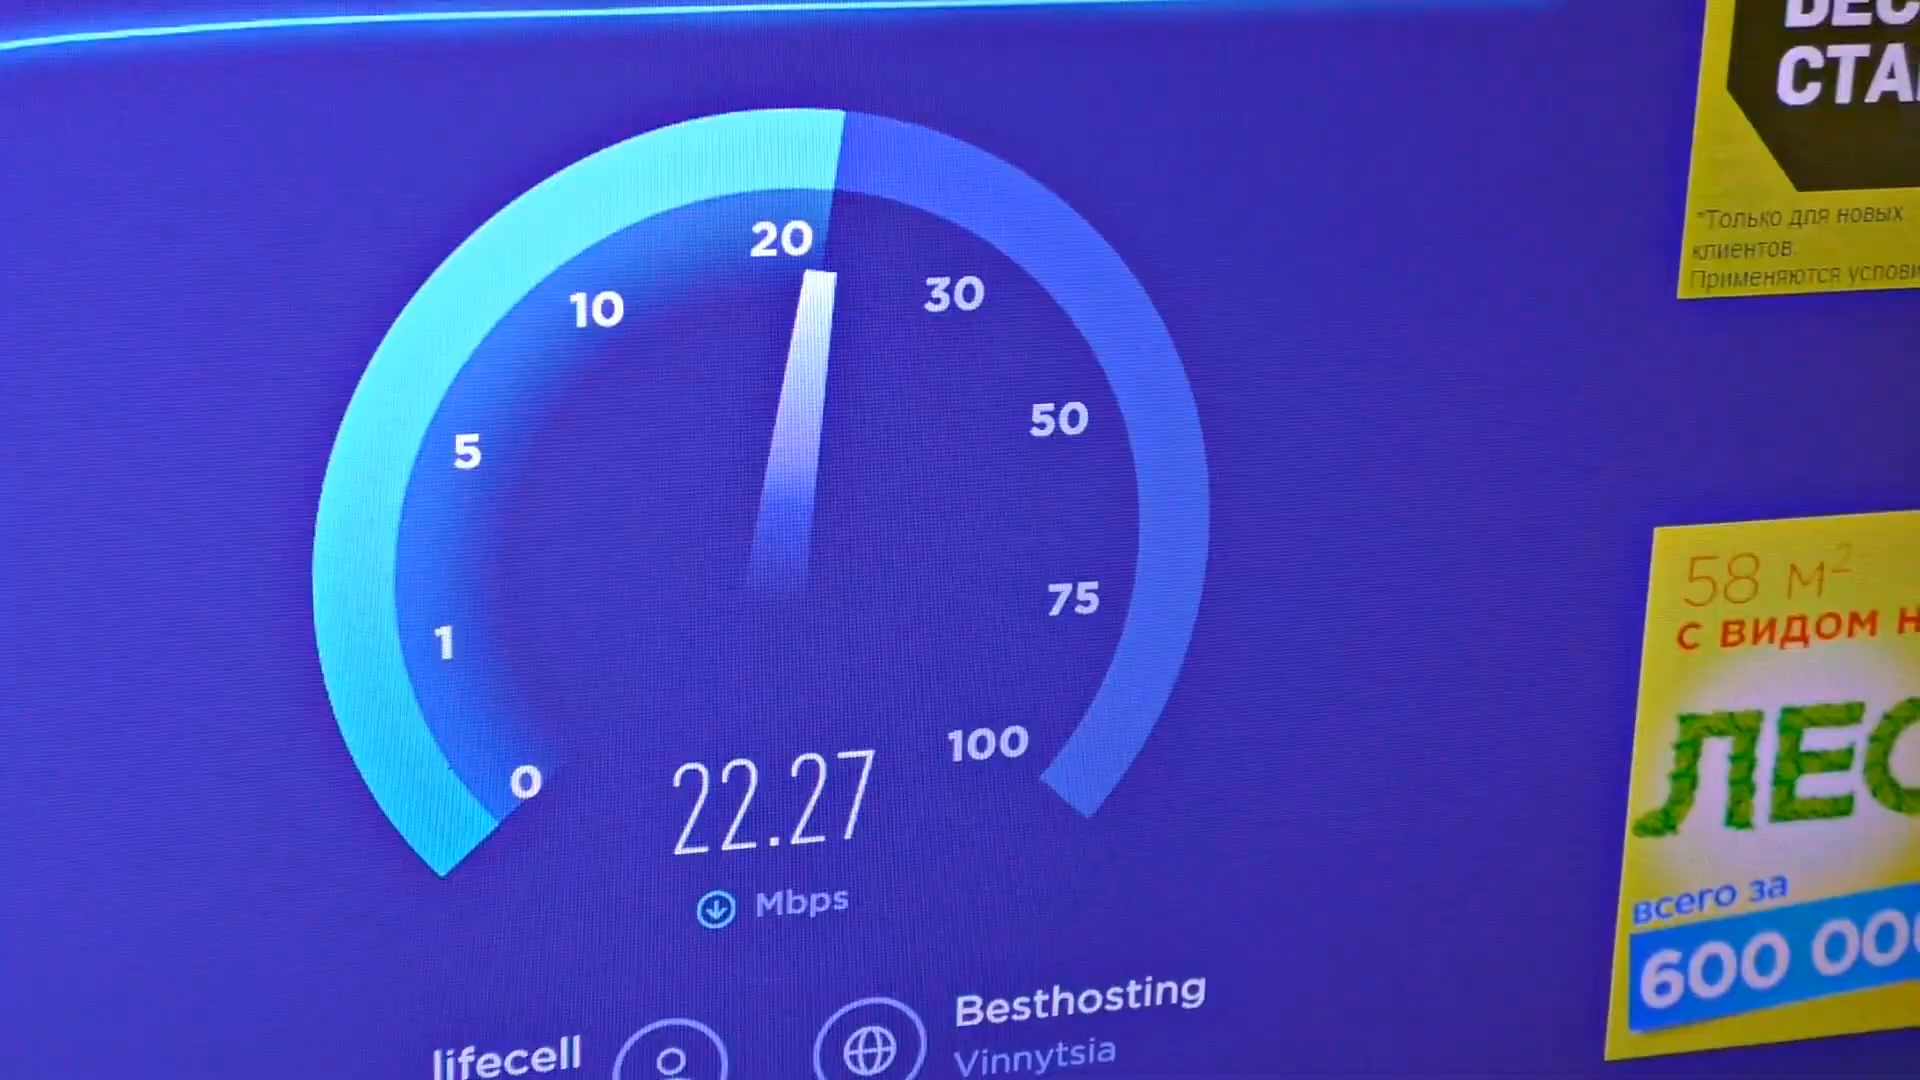 СТА
*Только для новых
клиентов.
Применяются услови
20
10
30
5
50
1
75
0
100
22.27
Mbps
58 м²
с видом н
ЛЕС
всего за
600 000
Besthosting
lifecell
Vinnytsia